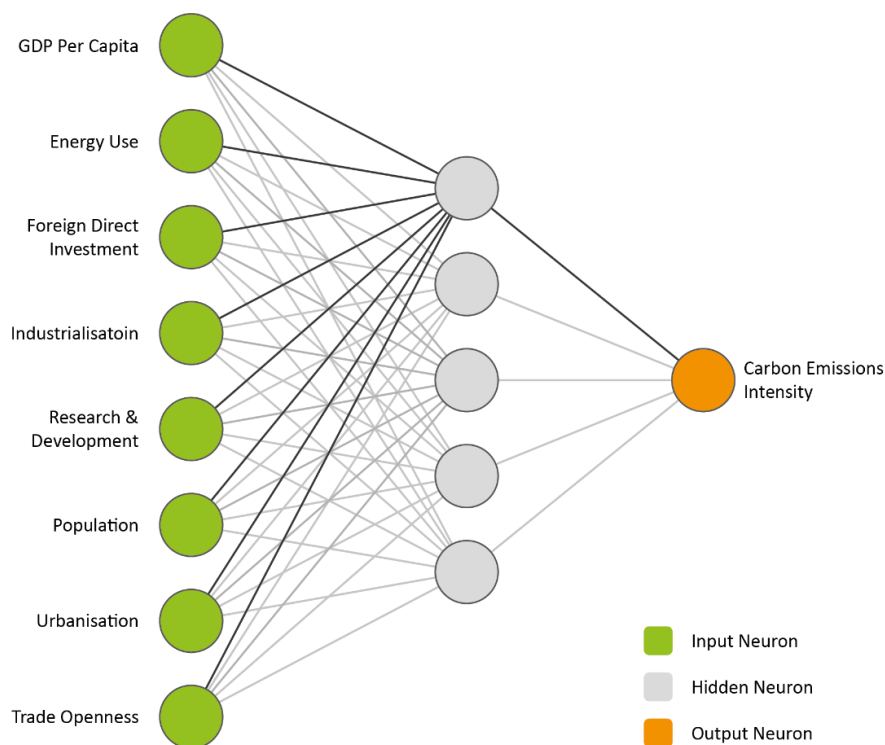 GDP Per Capita
Energy Use
Foreign Direct
Investment
Industrialisatoin
Research &
Development
Population
Urbanisation
Trade Openness
Carbon Emissions
Intensity
Input Neuron
Hidden Neuron
Output Neuron